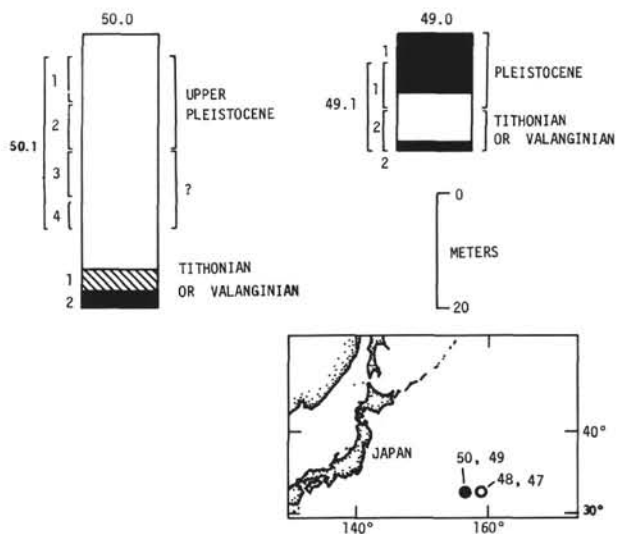 50.0
1
2
50.1
3
4
UPPER
PLEISTOCENE
?
1
2
TITHONIAN
OR VALANGINIAN
49.0
1
1
49.1
2
2
PLEISTOCENE
TITHONIAN
OR VALANGINIAN
0
METERS
20
JAPAN
50, 49
48, 47
40°
30°
140°
160°